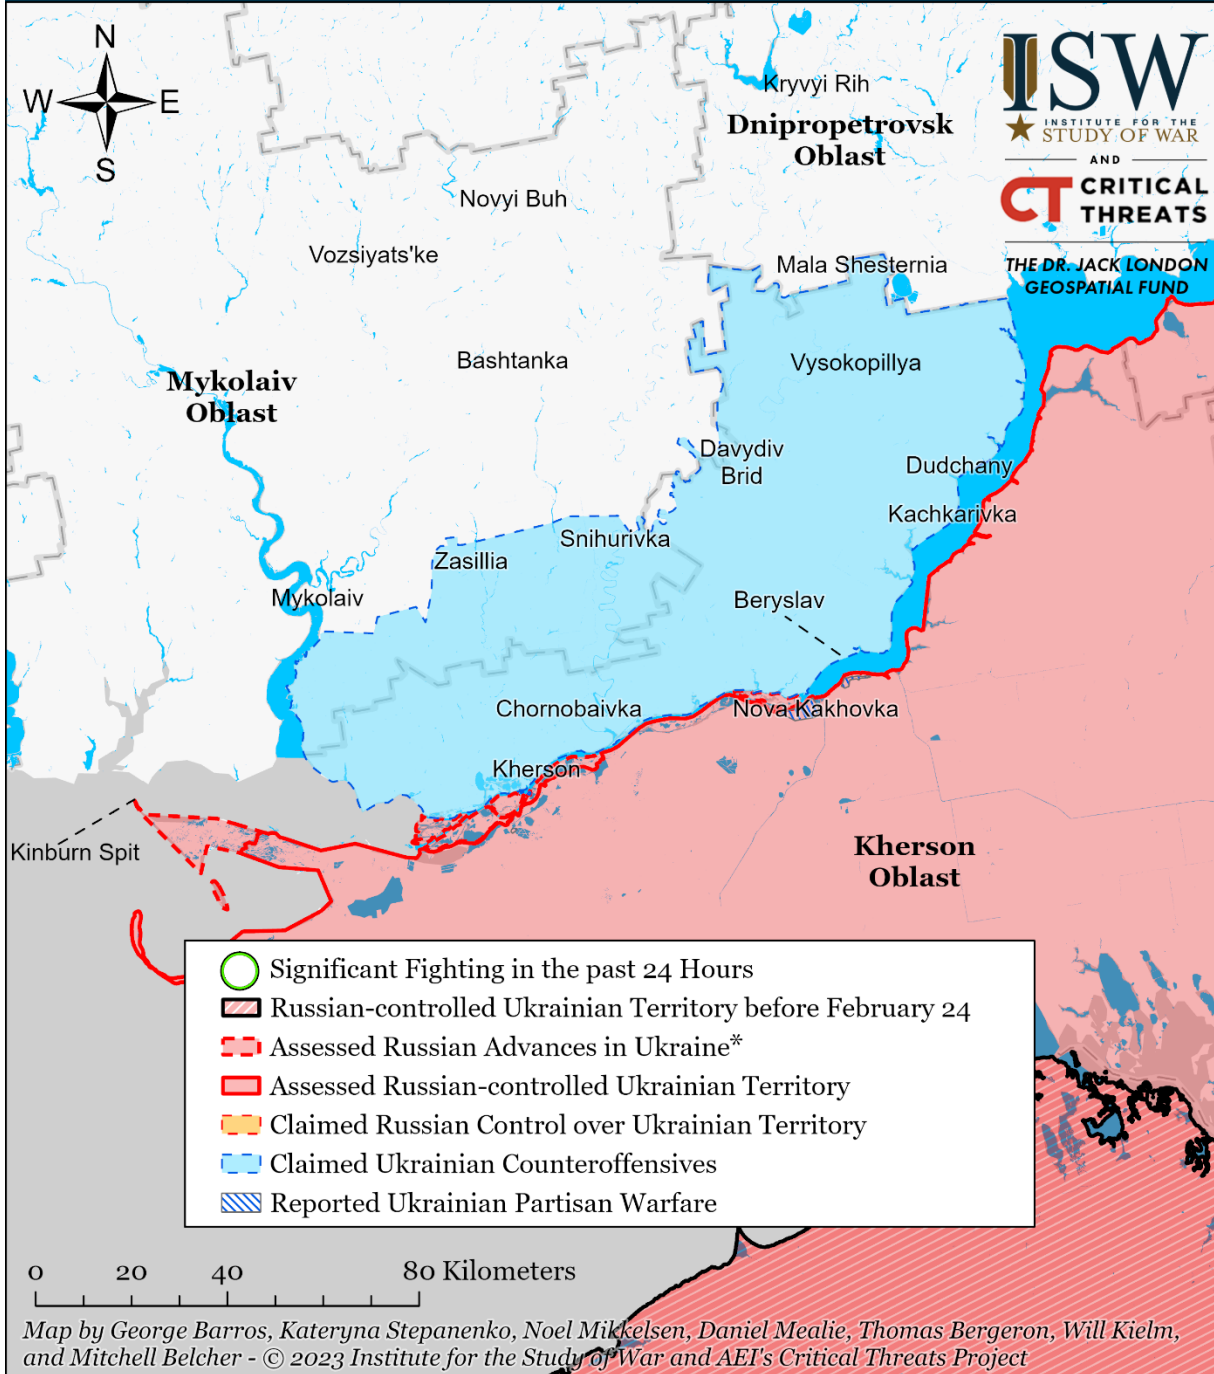 N
W
E
S
Kryvyi Rih
Dnipropetrovsk
Oblast
ISW
INSTITUTE FOR THE
STUDY OF WAR
AND
CT CRITICAL
THREATS
THE DR. JACK LONDON
GEOSPATIAL FUND
Novyi Buh
Vozsiyats'ke
Mala Shesternia
Bashtanka
Vysokopillya
Mykolaiv
Oblast
Davydiv
Brid
Dudchany
Kachkarivka
Snihurivka
Zasillia
Mykolaiv
Beryslav
Chornobaivka
Nova Kakhovka
Kherson
Kinburn Spit
Kherson
Oblast
Significant Fighting in the past 24 Hours
Russian-controlled Ukrainian Territory before February 24
Assessed Russian Advances in Ukraine*
Assessed Russian-controlled Ukrainian Territory
Claimed Russian Control over Ukrainian Territory
Claimed Ukrainian Counteroffensives
Reported Ukrainian Partisan Warfare
0 20 40 80 Kilometers
Map by George Barros, Kateryna Stepanenko, Noel Mikkelsen, Daniel Mealie, Thomas Bergeron, Will Kielm,
and Mitchell Belcher - © 2023 Institute for the Study of War and AEI's Critical Threats Project